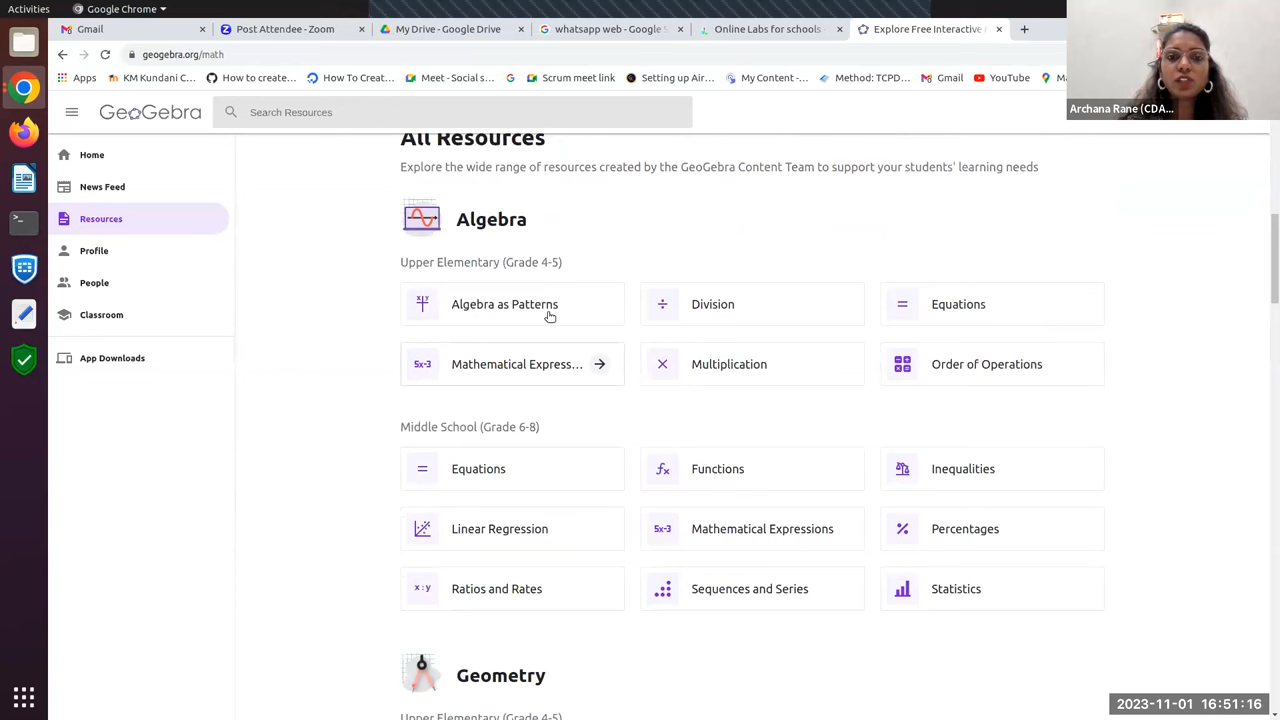 Activities
Google Chrome
Gmail
Post Attendee - Zoom
My Drive - Google Drive
whatsapp web - Google S
Online Labs for schools -
Explore Free Interactive
geogebra.org/math
Apps
KM Kundani C...
How to create...
How To Creat...
Meet - Social s...
Scrum meet link
Setting up Air...
My Content -...
Method: TCPD...
Gmail
YouTube
Ma
GeoGebra
Search Resources
Archana Rane (CDA...
Home
News Feed
Resources
Profile
People
Classroom
App Downloads
All Resources
Explore the wide range of resources created by the GeoGebra Content Team to support your students' learning needs
Algebra
Upper Elementary (Grade 4-5)
Algebra as Patterns
Division
Equations
5x-3
Mathematical Express...
Multiplication
Order of Operations
Middle School (Grade 6-8)
Equations
Functions
Inequalities
Linear Regression
5x-3
Mathematical Expressions
Percentages
x : y
Ratios and Rates
Sequences and Series
Statistics
Geometry
Upper Elementary (Grade 4-5)
2023-11-01 16:51:16